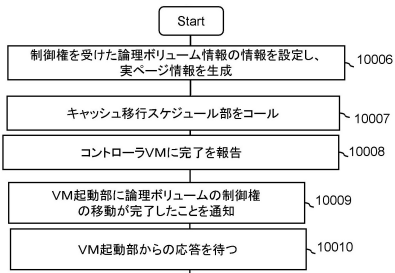 Start
制御権を受けた論理ボリューム情報の情報を設定し、
実ページ情報を生成
10006
キャッシュ移行スケジュール部をコール
10007
コントローラVMに完了を報告
10008
VM起動部に論理ボリュームの制御権
の移動が完了したことを通知
10009
VM起動部からの応答を待つ
10010